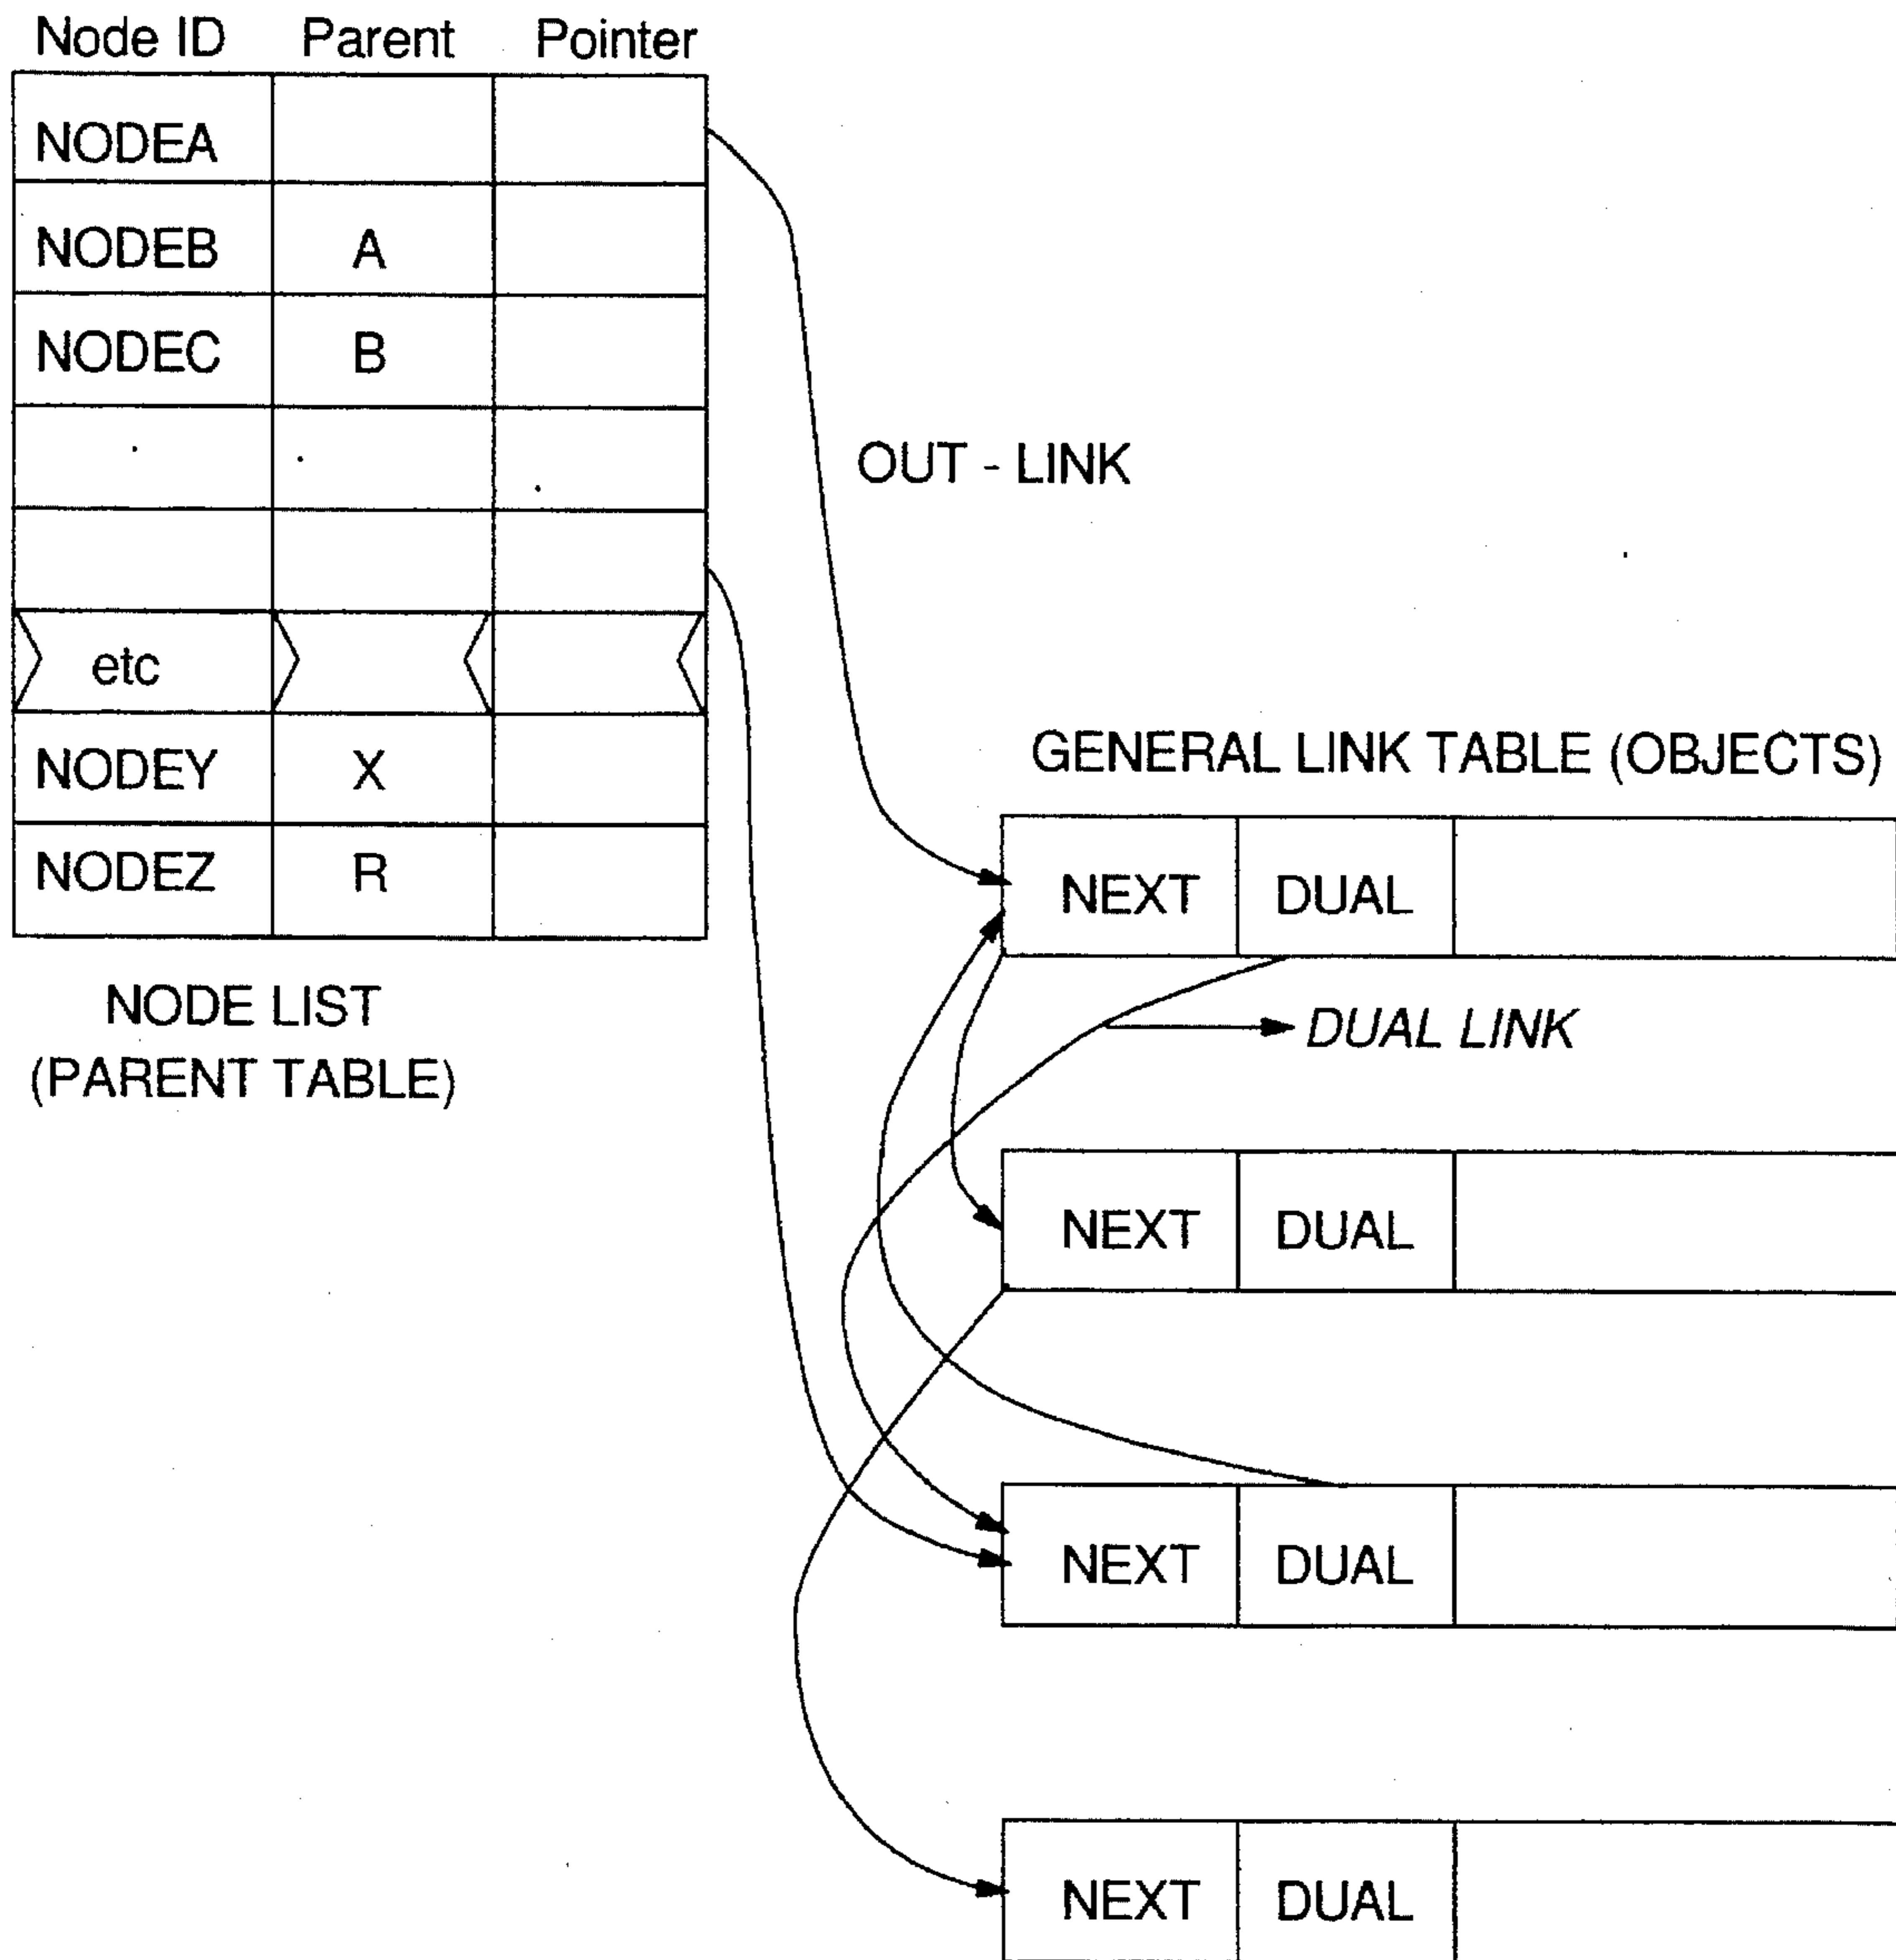 Node ID Parent Pointer
NODEA
NODEB A
NODEC B
etc
NODEY X
NODEZ R
NODE LIST
(PARENT TABLE)
OUT - LINK
GENERAL LINK TABLE (OBJECTS)
NEXT DUAL
DUAL LINK
NEXT DUAL
NEXT DUAL
NEXT DUAL